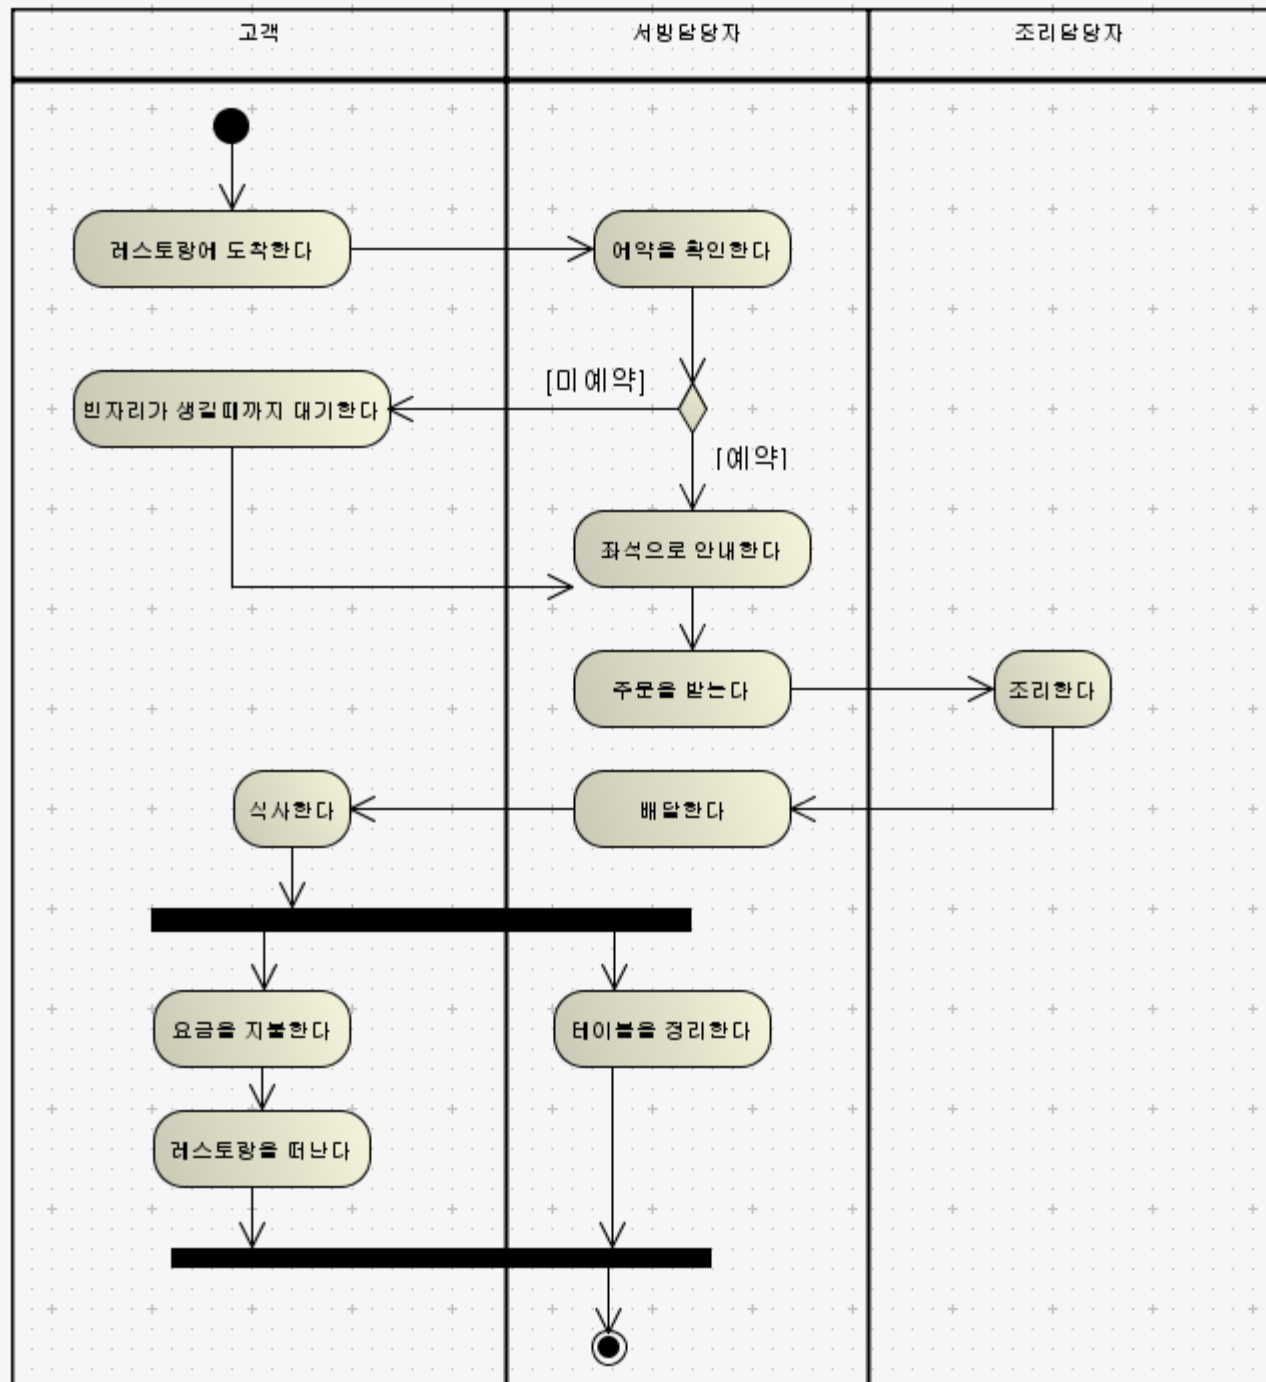 고객
서빙담당자
조리담당자
레스토랑에 도착한다
예약을 확인한다
[미예약]
빈자리가 생길때까지 대기한다
[예약]
좌석으로 안내한다
주문을 받는다
조리한다
식사한다
배달한다
요금을 지불한다
테이블을 정리한다
레스토랑을 떠난다